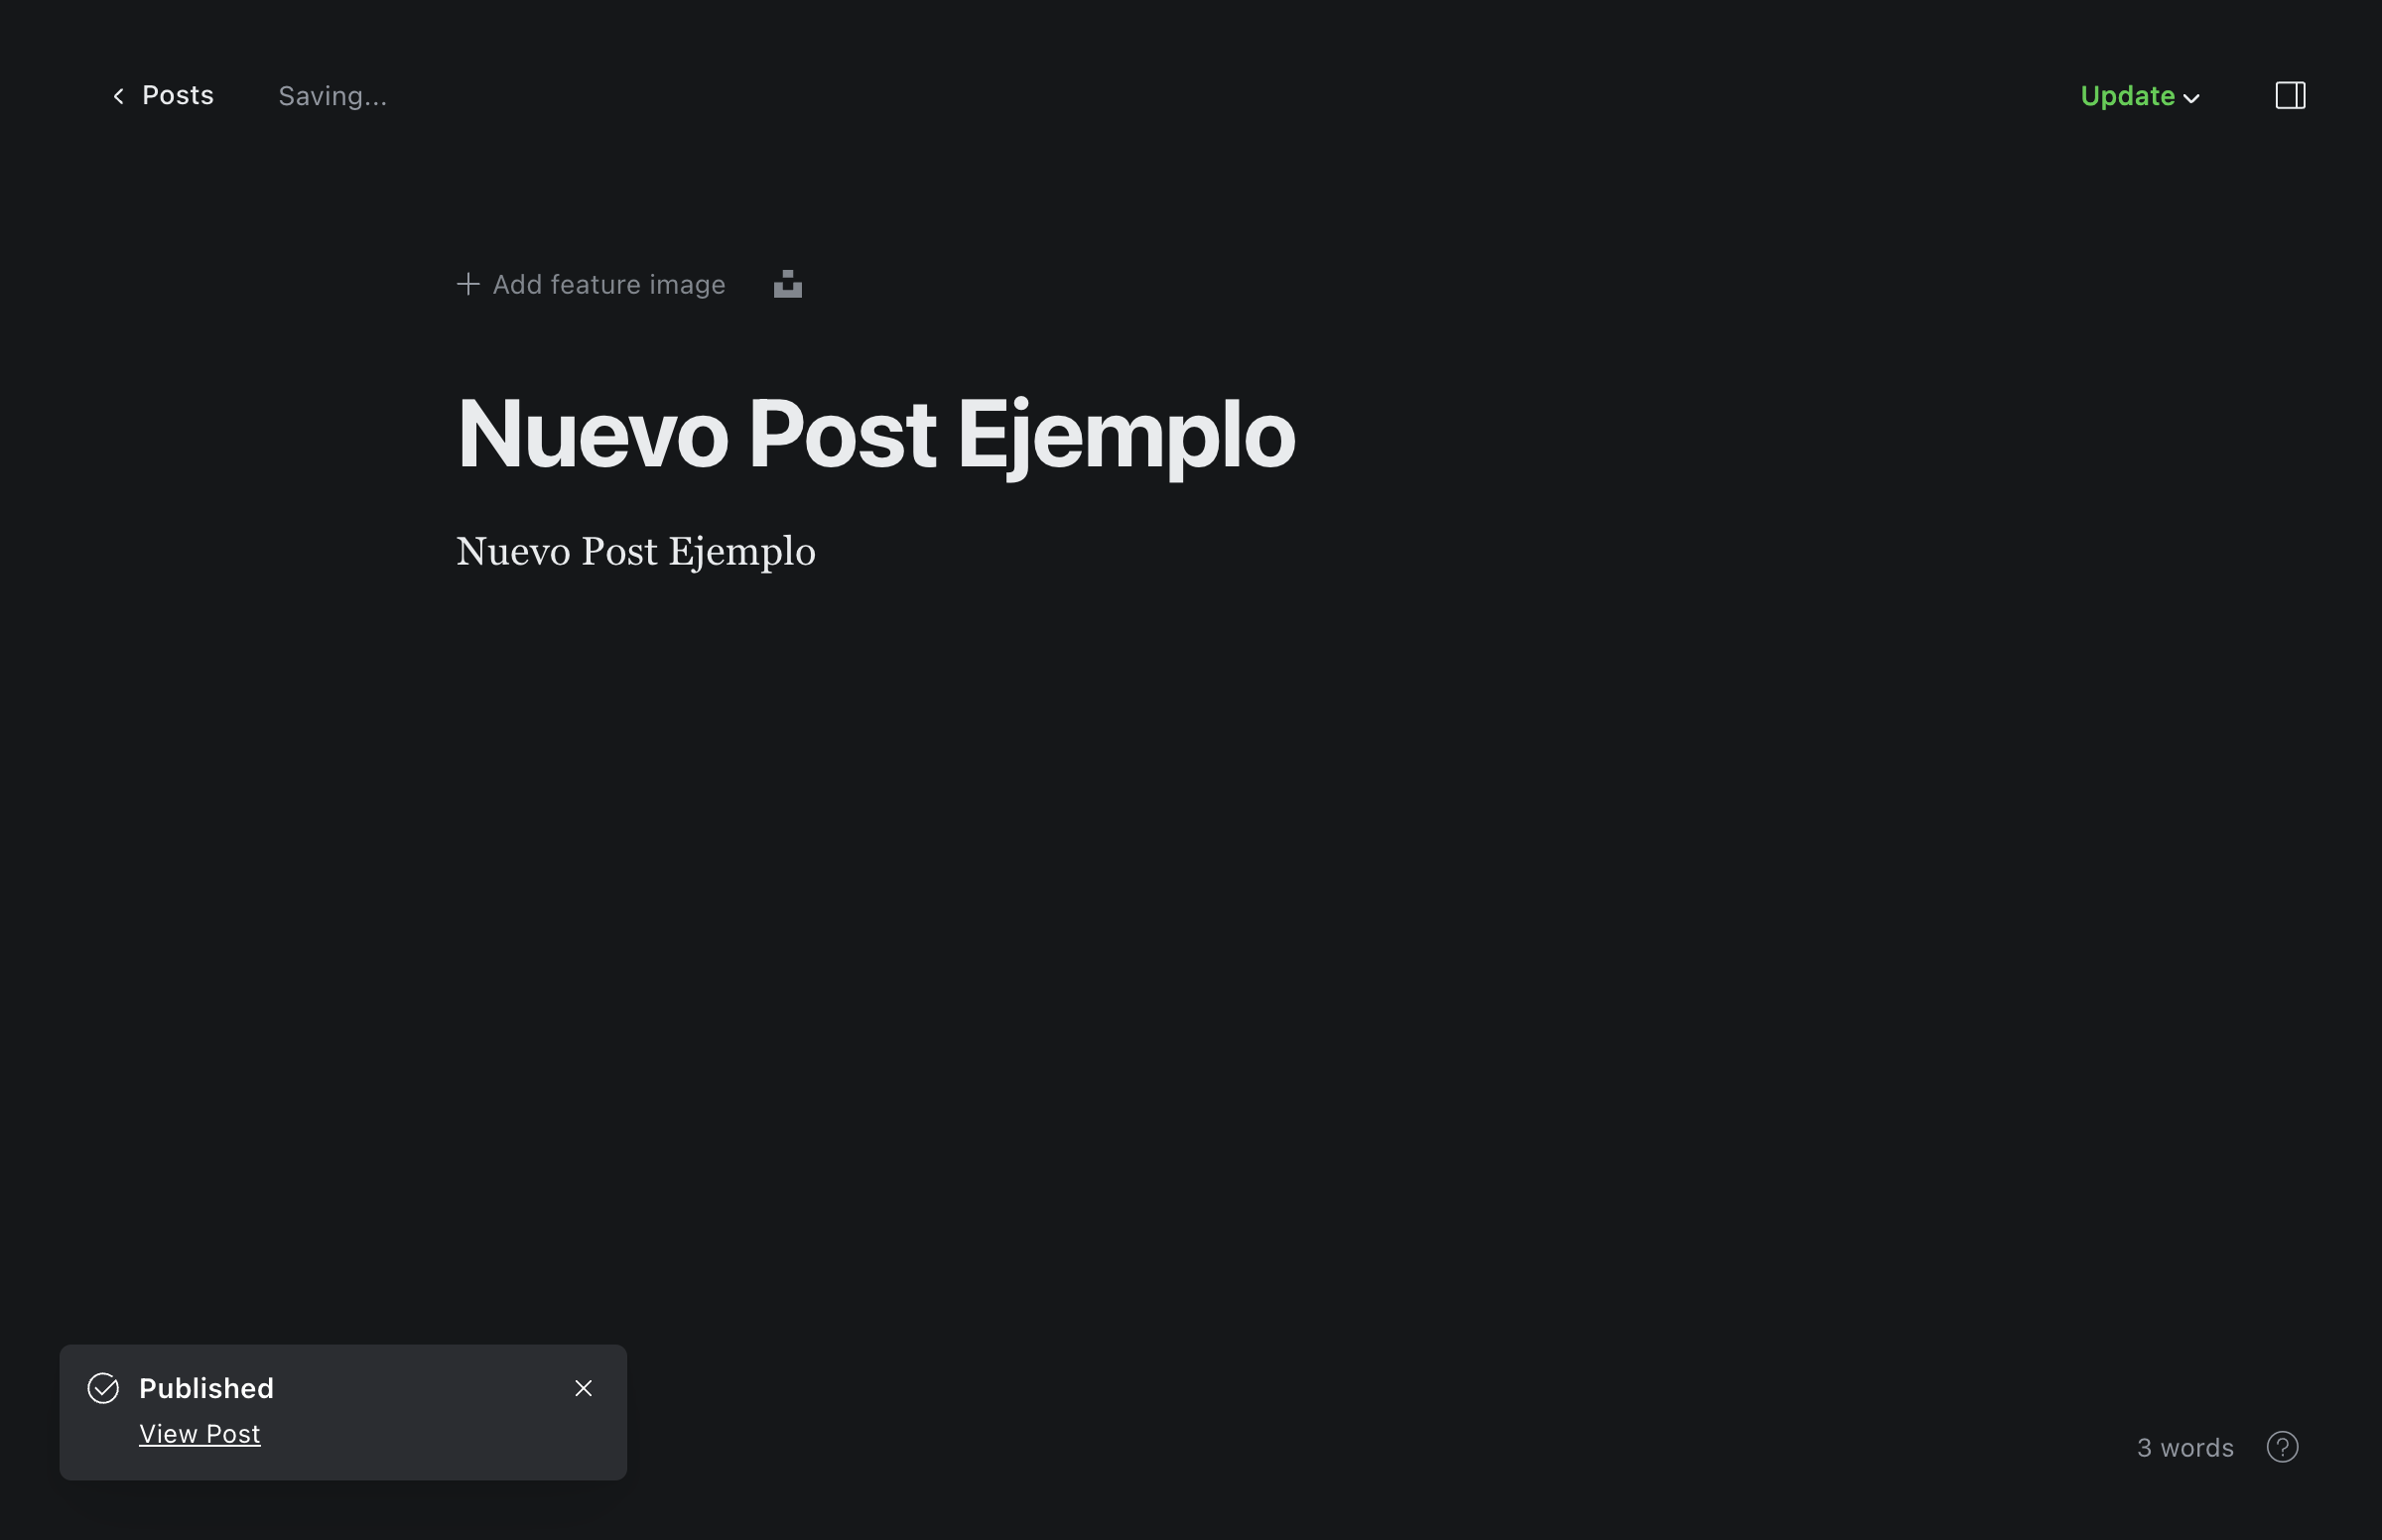 Posts
Saving...
Update
Add feature image
Nuevo Post Ejemplo
Nuevo Post Ejemplo
Published
View Post
3 words
?